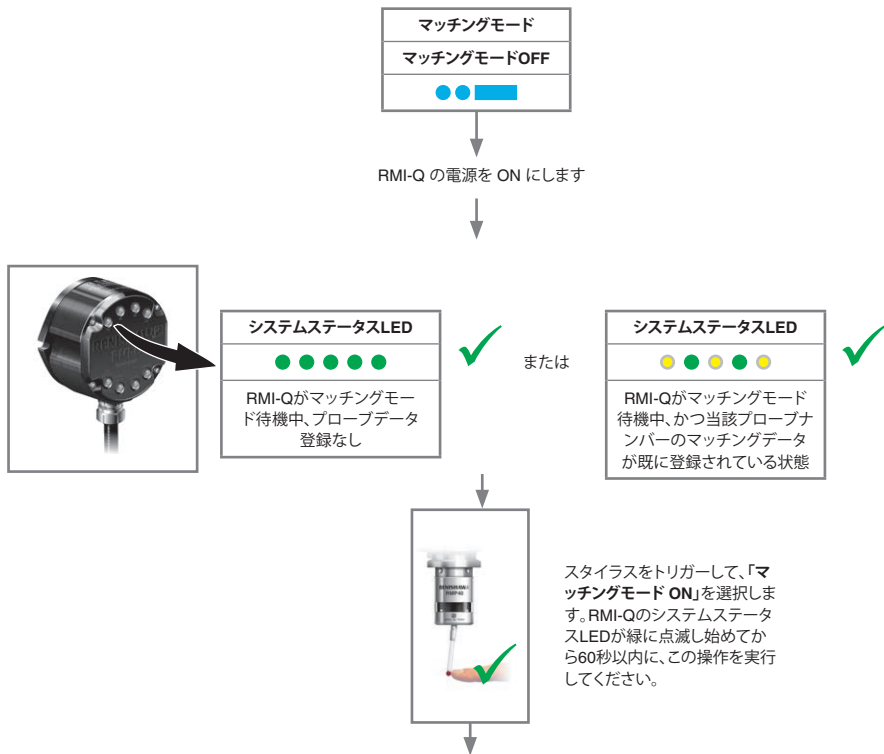 マッチングモード
マッチングモードOFF
RMI-Q の電源を ON にします
システムステータスLED
RMI-Qがマッチングモー
ド待機中、プローブデータ
登録なし
または
システムステータスLED
RMI-Qがマッチングモード
待機中、かつ当該プローブナ
ンバーのマッチングデータ
が既に登録されている状態
RENISHAW
RMP60
スタイラスをトリガーして、「マ
ッチングモード ON」を選択しま
す。RMI-Qのシステムステータ
スLEDが緑に点滅し始めてか
ら60秒以内に、この操作を実行
してください。